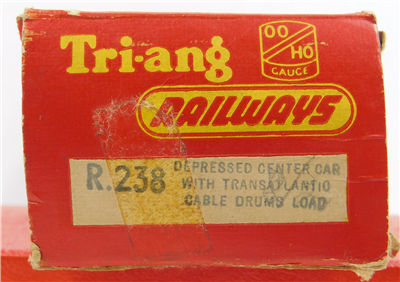 Tri-ang
OO
HO
GAUGE
RAILWAYS
R.238
DEPRESSED CENTER CAR
WITH TRANSATLANTIC
CABLE DRUMS LOAD